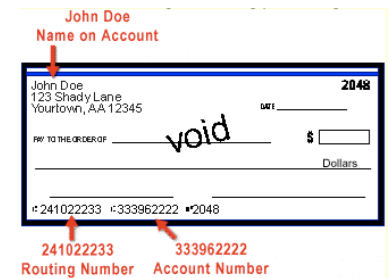 John Doe
Name on Account
John Doe 2048
123 Shady Lane
Yourtown, AA 12345
DATE
PAY TO THE ORDER OF void $
Dollars
⑆241022233 ⑆333962222 ⑈2048
241022233 333962222
Routing Number Account Number